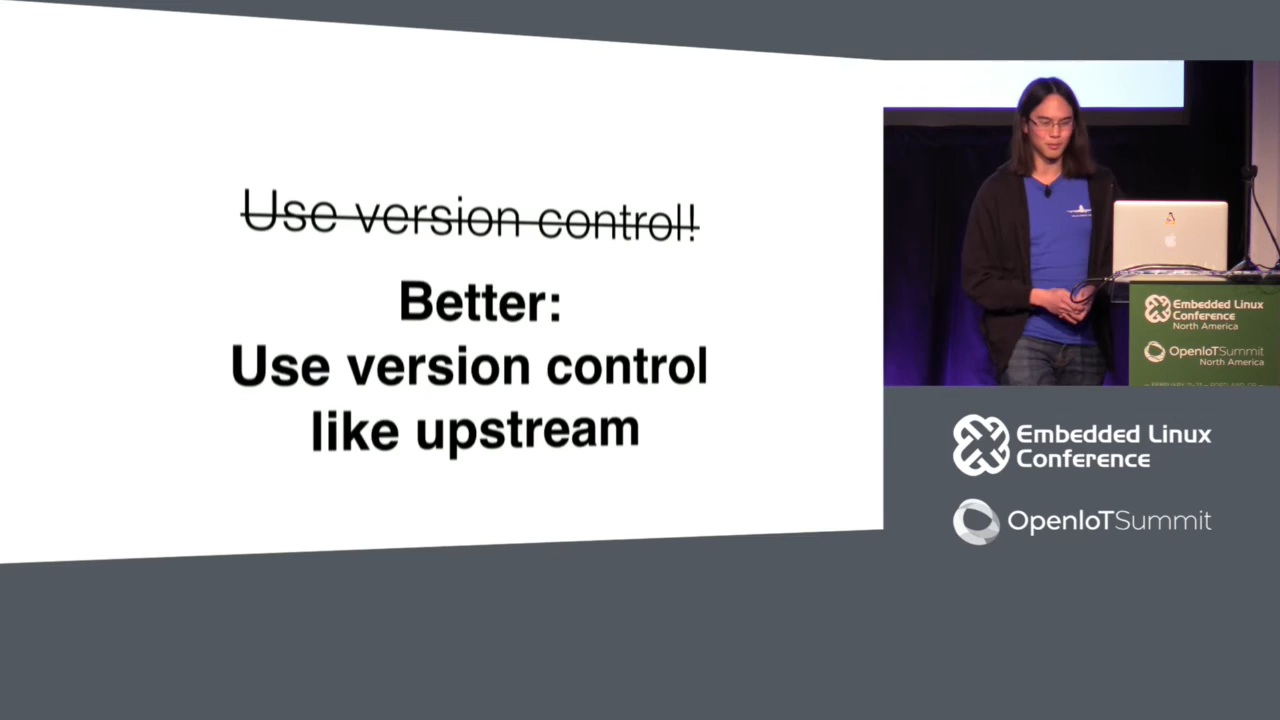 Use version control!
Better:
Use version control
like upstream
Embedded Linux
Conference
North America
OpenIoTSummit
North America
Embedded Linux
Conference
OpenIoTSummit